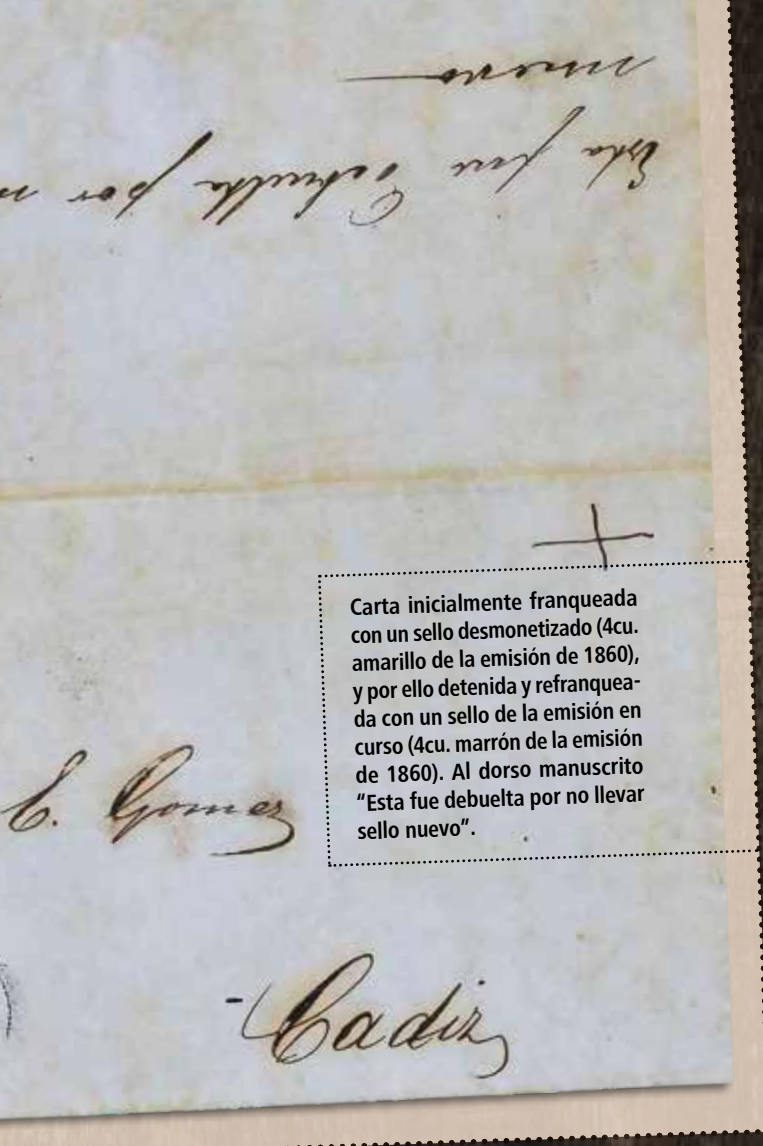 nuevo
Esta fue debuelta por n
Carta inicialmente franqueada
con un sello desmonetizado (4cu.
amarillo de la emisión de 1860),
y por ello detenida y refranquea-
da con un sello de la emisión en
curso (4cu. marrón de la emisión
de 1860). Al dorso manuscrito
“Esta fue debuelta por no llevar
sello nuevo”.
E. Gomez
Cadiz